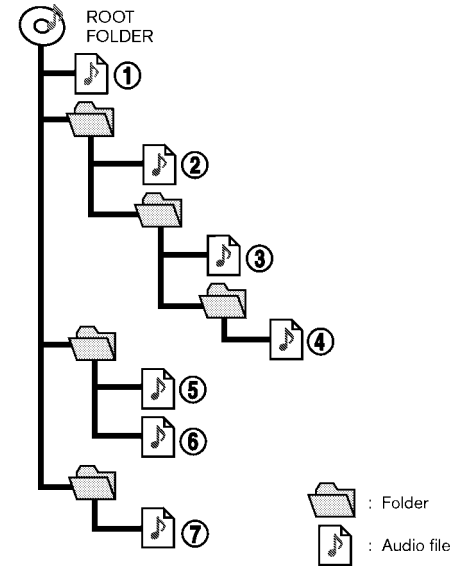 ROOT
FOLDER
①
②
③
④
⑤
⑥
⑦
: Folder
: Audio file